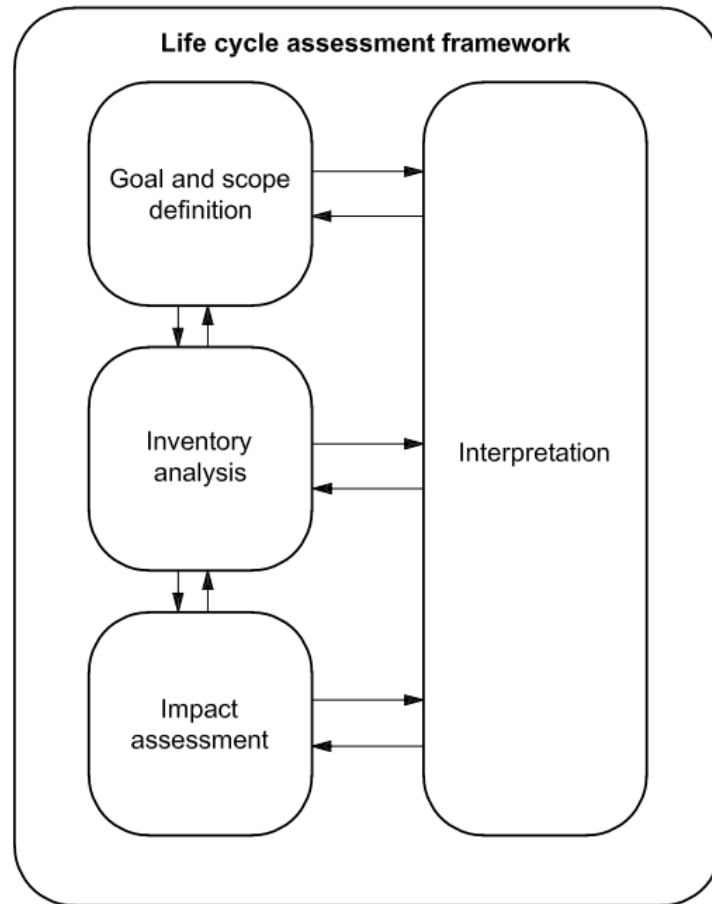 Life cycle assessment framework
Goal and scope
definition
Inventory
analysis
Interpretation
Impact
assessment